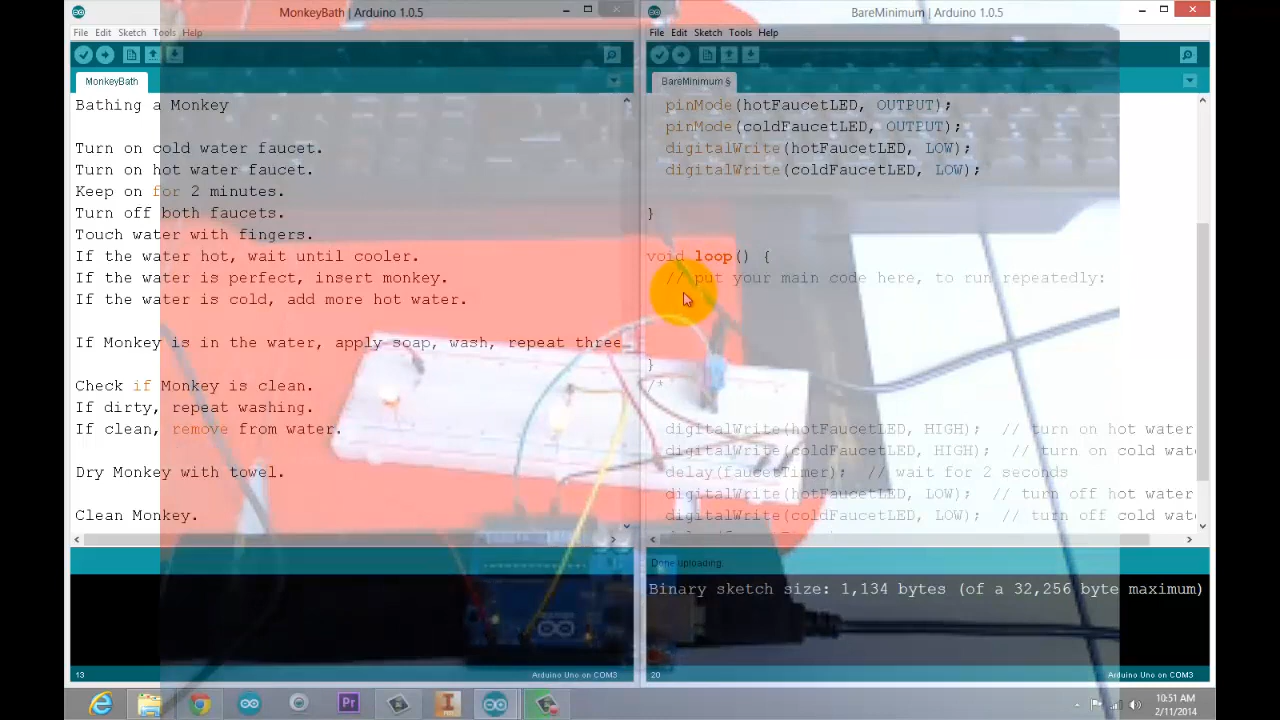 MonkeyBath | Arduino 1.0.5
File Edit Sketch Tools Help
MonkeyBath
Bathing a Monkey
Turn on cold water faucet.
Turn on hot water faucet.
Keep on for 2 minutes.
Turn off both faucets.
Touch water with fingers.
If the water hot, wait until cooler.
If the water is perfect, insert monkey.
If the water is cold, add more hot water.
If Monkey is in the water, apply soap, wash, repeat three
Check if Monkey is clean.
If dirty, repeat washing.
If clean, remove from water.
Dry Monkey with towel.
Clean Monkey.
13
Arduino Uno on COM3
BareMinimum | Arduino 1.0.5
File Edit Sketch Tools Help
BareMinimum §
pinMode(hotFaucetLED, OUTPUT);
pinMode(coldFaucetLED, OUTPUT);
digitalWrite(hotFaucetLED, LOW);
digitalWrite(coldFaucetLED, LOW);
}
void loop() {
// put your main code here, to run repeatedly:
}
/*
digitalWrite(hotFaucetLED, HIGH); // turn on hot water
digitalWrite(coldFaucetLED, HIGH); // turn on cold wat
delay(faucetTimer); // wait for 2 seconds
digitalWrite(hotFaucetLED, LOW); // turn off hot water
digitalWrite(coldFaucetLED, LOW); // turn off cold wat
Done uploading.
Binary sketch size: 1,134 bytes (of a 32,256 byte maximum)
20
Arduino Uno on COM3
Pr
10:51 AM
2/11/2014